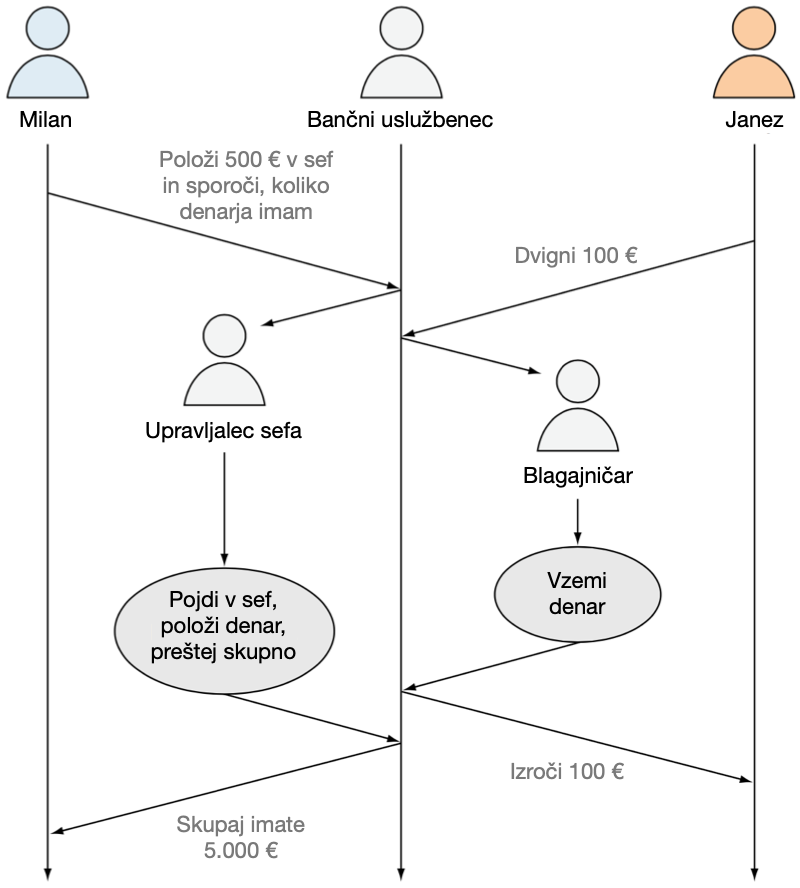 Milan
Bančni uslužbenec
Janez
Položi 500 € v sef
in sporoči, koliko
denarja imam
Dvigni 100 €
Upravljalec sefa
Blagajničar
Pojdi v sef,
položi denar,
preštej skupno
Vzemi
denar
Izroči 100 €
Skupaj imate
5.000 €